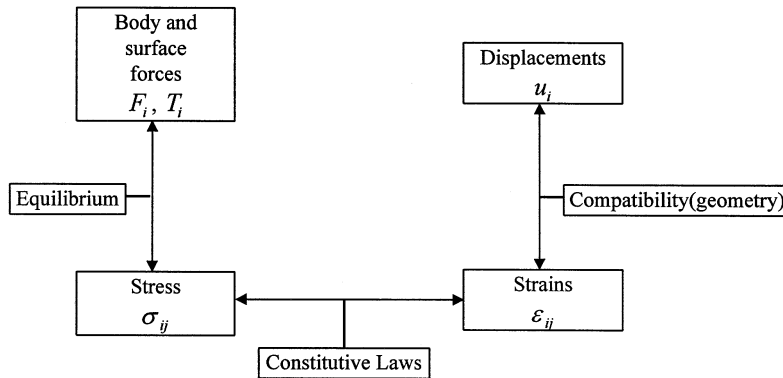 Body and
surface
forces
F_i , T_i
Displacements
u_i
Equilibrium
Compatibility(geometry)
Stress
σ_ij
Strains
ε_ij
Constitutive Laws